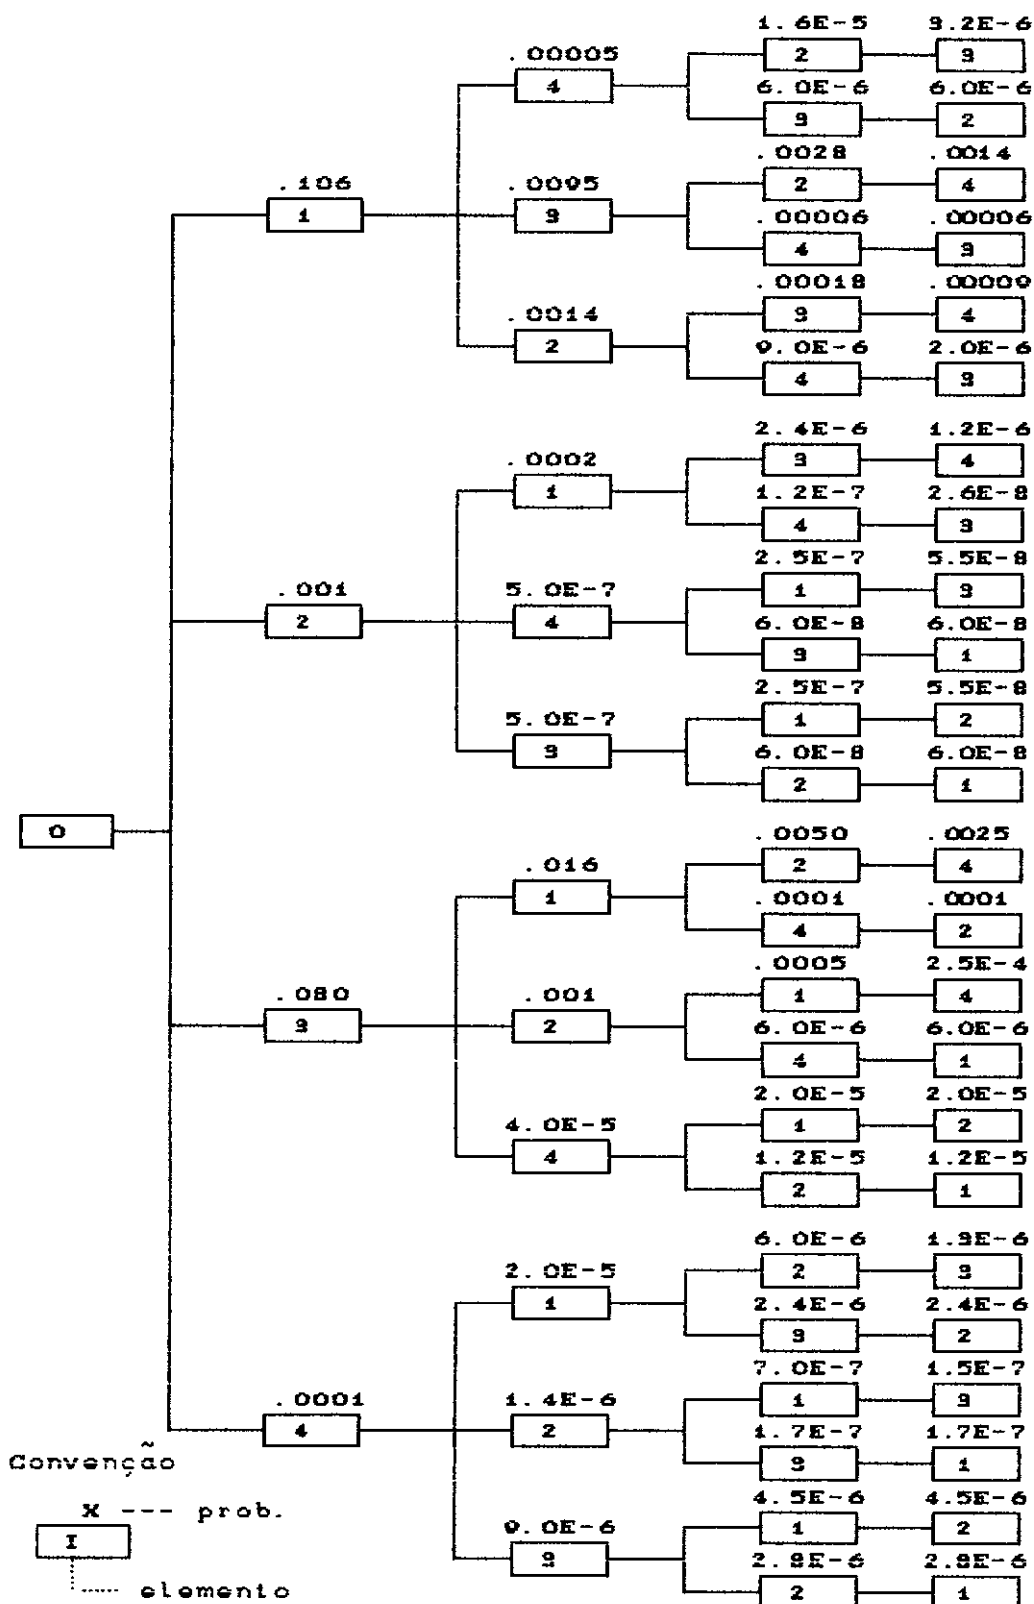 1.6E-5 3.2E-6
.00005 2 3
4 6.0E-6 6.0E-6
3 2
.0028 .0014
.106 .0095 2 4
1 3 .00006 .00006
4 3
.00018 .00009
.0014 3 4
2 9.0E-6 2.0E-6
4 3
2.4E-6 1.2E-6
.0002 3 4
1 1.2E-7 2.6E-8
4 3
2.5E-7 5.5E-8
.001 5.0E-7 1 3
2 4 6.0E-8 6.0E-8
3 1
2.5E-7 5.5E-8
5.0E-7 1 2
3 6.0E-8 6.0E-8
2 1
0
.0050 .0025
.016 2 4
1 .0001 .0001
4 2
.0005 2.5E-4
.080 .001 1 4
3 2 6.0E-6 6.0E-6
4 1
2.0E-5 2.0E-5
4.0E-5 1 2
4 1.2E-5 1.2E-5
2 1
6.0E-6 1.3E-6
2.0E-5 2 3
1 2.4E-6 2.4E-6
3 2
7.0E-7 1.5E-7
.0001 1.4E-6 1 3
4 2 1.7E-7 1.7E-7
3 1
Convenção
4.5E-6 4.5E-6
X --- prob.
9.0E-6 1 2
I 3 2.8E-6 2.8E-6
elemento 2 1